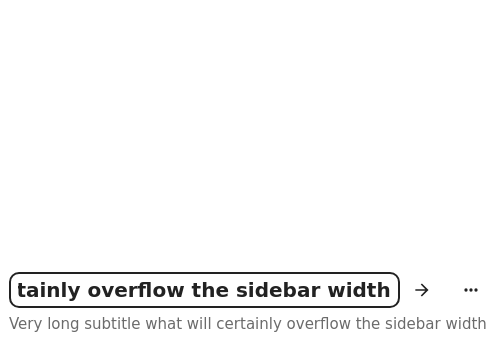 tainly overflow the sidebar width
Very long subtitle what will certainly overflow the sidebar width